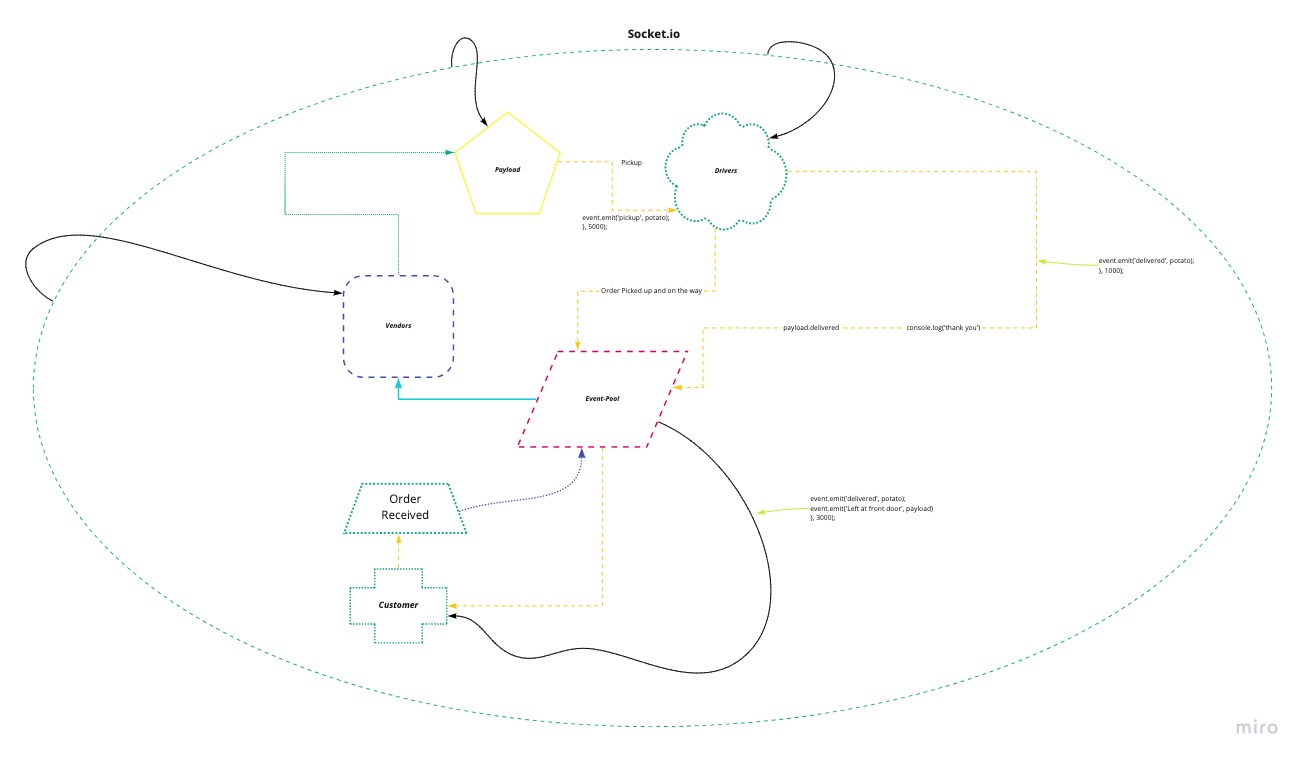 Socket.io
Payload
Pickup
Drivers
event.emit('pickup', potato);
}, 5000);
event.emit('delivered', potato);
}, 1000);
Order Picked up and on the way
Vendors
payload.delivered
console.log('thank you')
Event-Pool
Order
Received
event.emit('delivered', potato);
event.emit('Left at front door', payload)
}, 3000);
Customer
miro